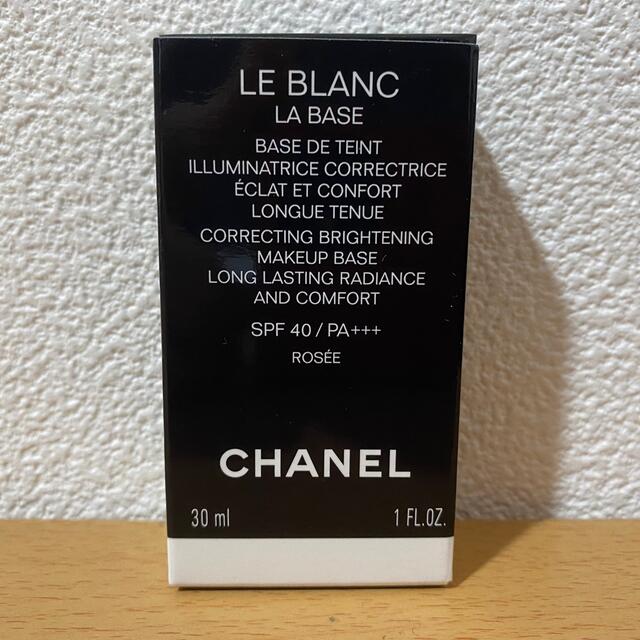 LE BLANC
LA BASE
BASE DE TEINT
ILLUMINATRICE CORRECTRICE
ÉCLAT ET CONFORT
LONGUE TENUE
CORRECTING BRIGHTENING
MAKEUP BASE
LONG LASTING RADIANCE
AND COMFORT
SPF 40 / PA+++
ROSÉE
CHANEL
30 ml 1 FL.OZ.